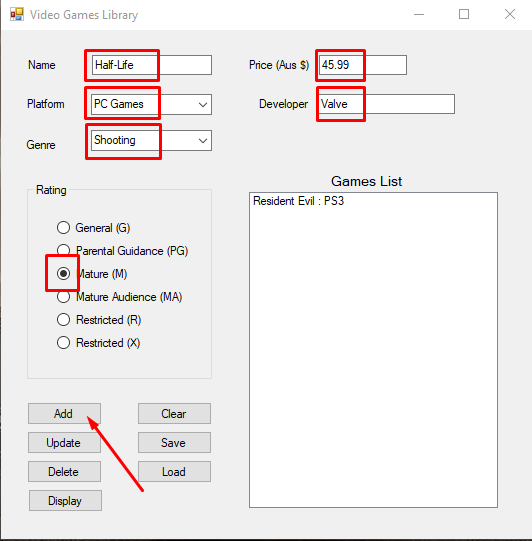 Video Games Library
Name Half-Life Price (Aus $) 45.99
Platform PC Games Developer Valve
Genre Shooting
Games List
Rating
Resident Evil : PS3
General (G)
Parental Guidance (PG)
Mature (M)
Mature Audience (MA)
Restricted (R)
Restricted (X)
Add Clear
Update Save
Delete Load
Display